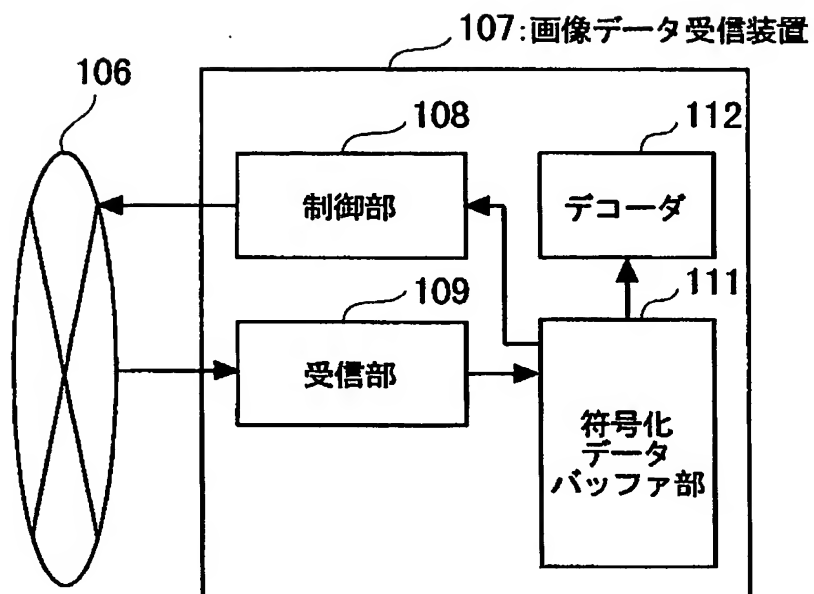 107:画像データ受信装置
106
108
112
制御部
デコーダ
109
111
受信部
符号化
データ
バッファ部